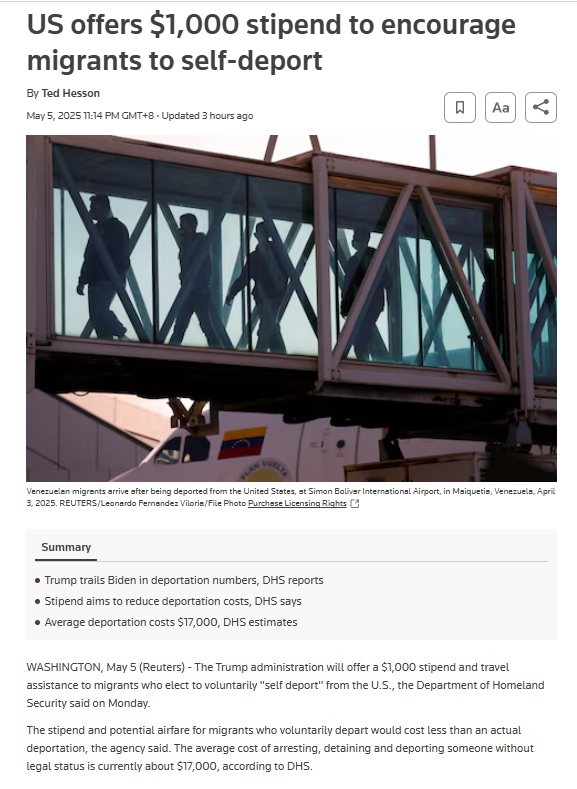 US offers $1,000 stipend to encourage
migrants to self-deport
By Ted Hesson
May 5, 2025 11:14 PM GMT+8 · Updated 3 hours ago
Aa
PLAN VUELTA
Venezuelan migrants arrive after being deported from the United States, at Simon Bolivar International Airport, in Maiquetia, Venezuela, April
3, 2025. REUTERS/Leonardo Fernandez Viloria/File Photo Purchase Licensing Rights
Summary
• Trump trails Biden in deportation numbers, DHS reports
• Stipend aims to reduce deportation costs, DHS says
• Average deportation costs $17,000, DHS estimates
WASHINGTON, May 5 (Reuters) - The Trump administration will offer a $1,000 stipend and travel
assistance to migrants who elect to voluntarily "self deport" from the U.S., the Department of Homeland
Security said on Monday.
The stipend and potential airfare for migrants who voluntarily depart would cost less than an actual
deportation, the agency said. The average cost of arresting, detaining and deporting someone without
legal status is currently about $17,000, according to DHS.